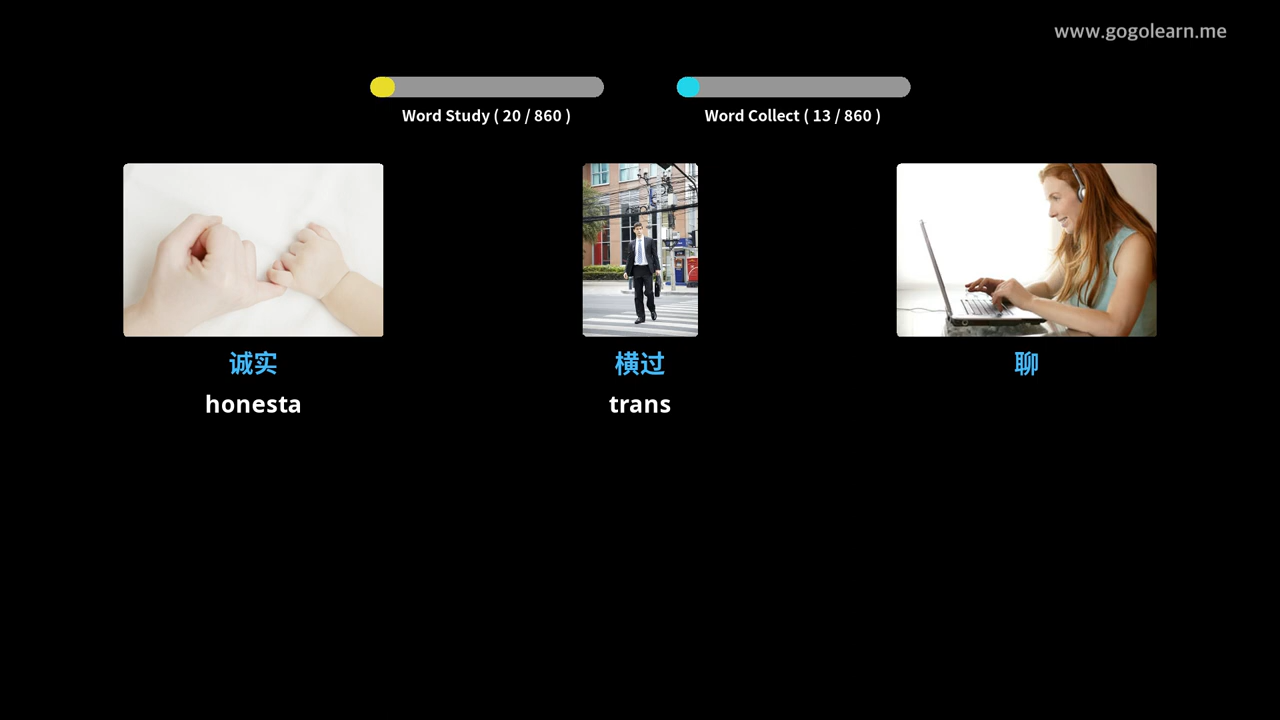 www.gogolearn.me
Word Study ( 20 / 860 )
Word Collect ( 13 / 860 )
诚实
横过
聊
honesta
trans